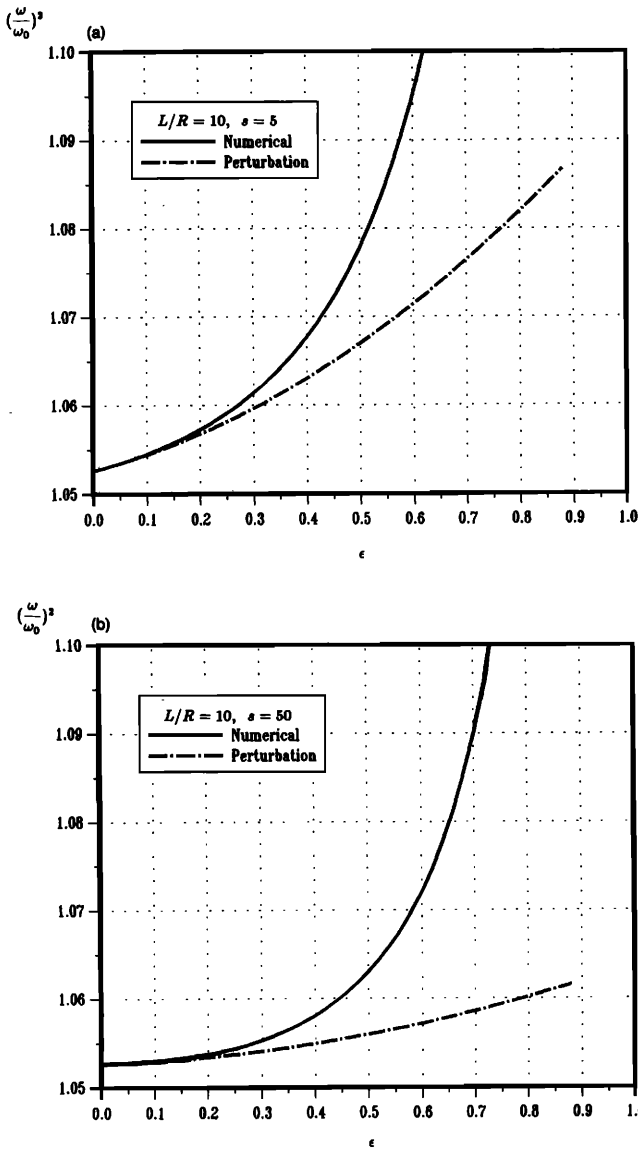 (ω/ω₀)²
(a)
1.10
L/R = 10, s = 5
Numerical
Perturbation
1.09
1.08
1.07
1.06
1.05
0.0 0.1 0.2 0.3 0.4 0.5 0.6 0.7 0.8 0.9 1.0
ϵ
(ω/ω₀)²
(b)
1.10
L/R = 10, s = 50
Numerical
Perturbation
1.09
1.08
1.07
1.06
1.05
0.0 0.1 0.2 0.3 0.4 0.5 0.6 0.7 0.8 0.9 1.
ϵ